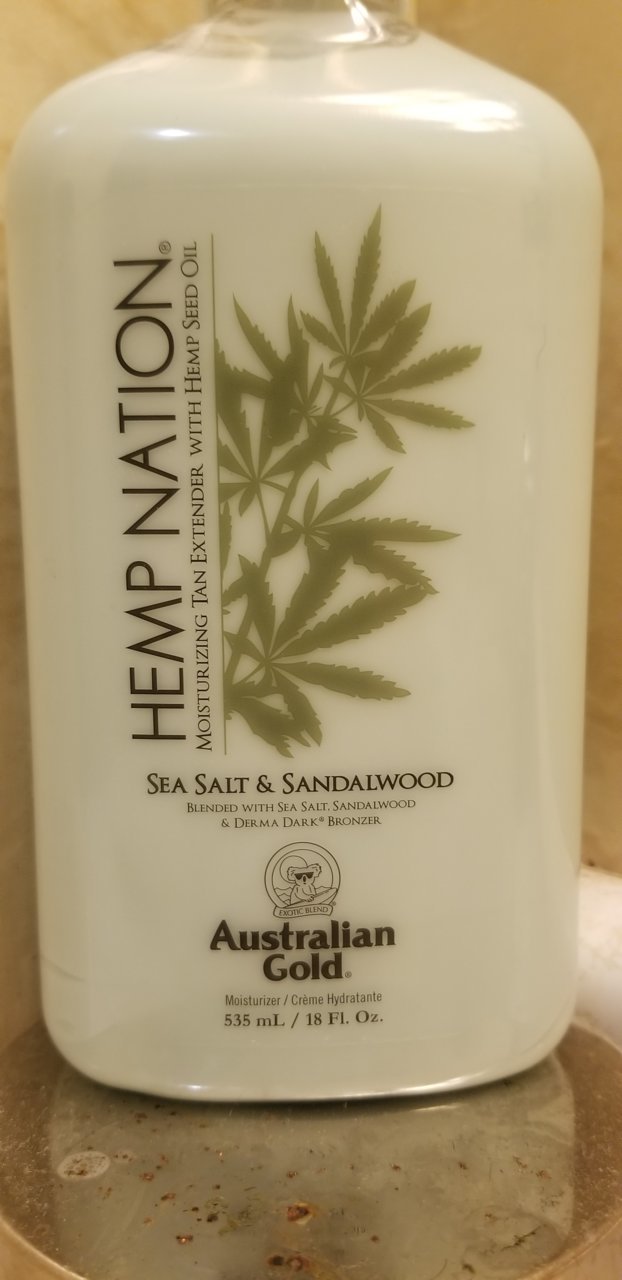 HEMP NATION®
MOISTURIZING TAN EXTENDER WITH HEMP SEED OIL
SEA SALT & SANDALWOOD
BLENDED WITH SEA SALT, SANDALWOOD
& DERMA DARK® BRONZER
EXOTIC BLEND®
Australian
Gold®
Moisturizer / Crème Hydratante
535 mL / 18 Fl. Oz.